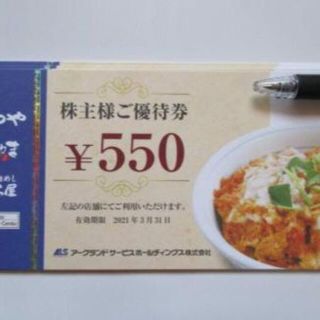 株主様ご優待券
¥550
左記の店舗にてご利用いただけます。
有効期限 2021年3月31日
アークランドサービスホールディングス株式会社